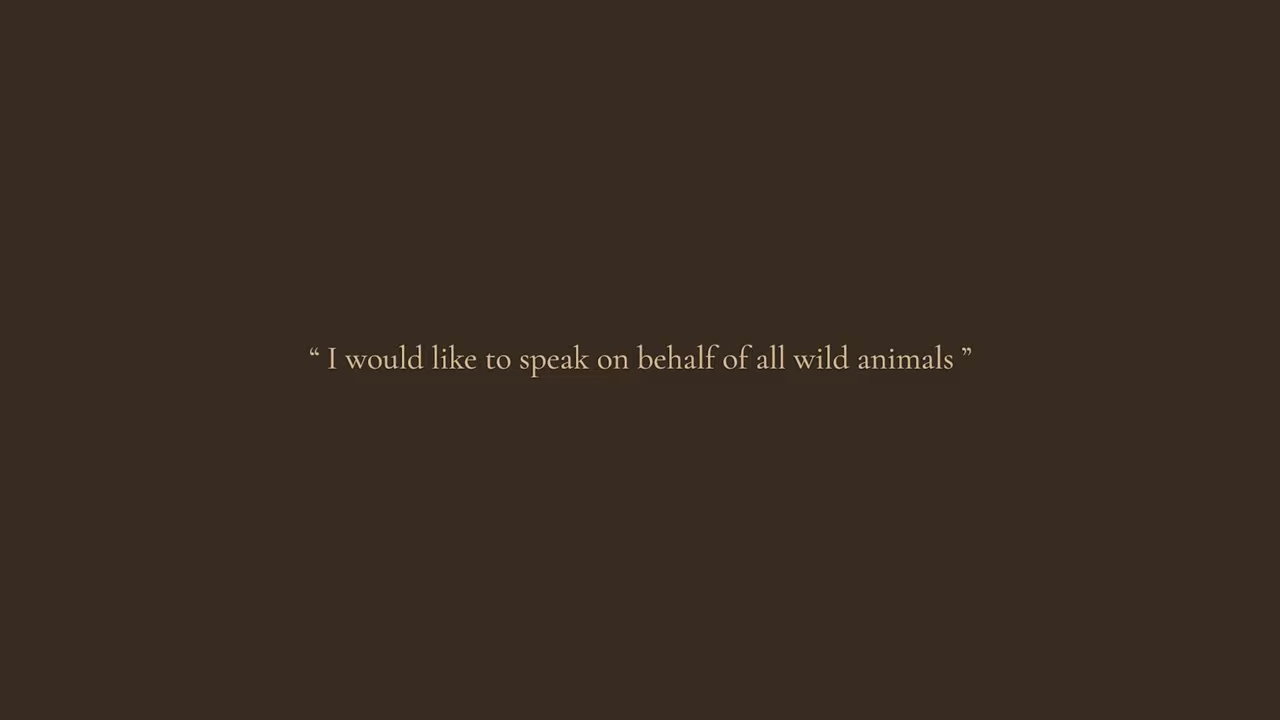 “ I would like to speak on behalf of all wild animals ”